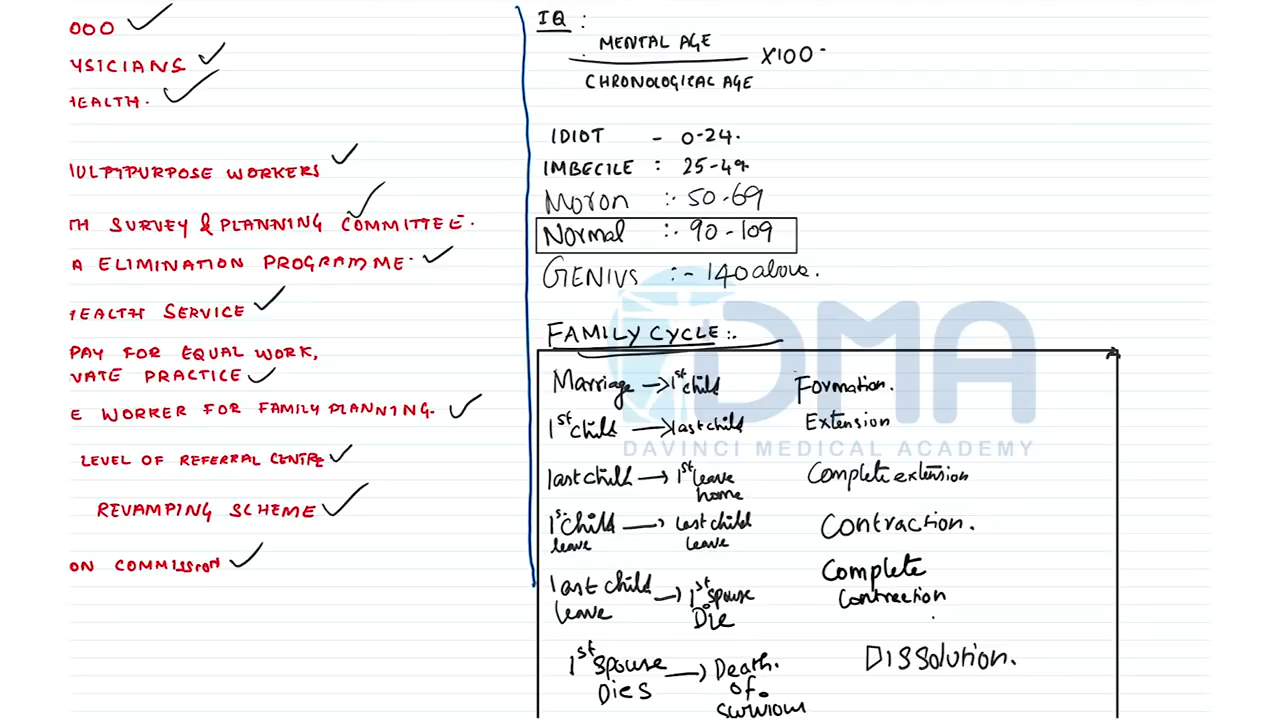 OOO
YSICIANS
HEALTH.
ULPTPURPOSE WORKERS
TH SURVEY & PLANNING COMMITTEE.
A ELIMINATION PROGRAMME.
HEALTH SERVICE
PAY FOR EQUAL WORK,
VATE PRACTICE
E WORKER FOR FAMILY PLANNING.
LEVEL OF REFERRAL CENTRE
REVAMPING SCHEME
ON COMMISSION
IQ :
MENTAL AGE
X100
CHRONOLOGICAL AGE
IDIOT - 0-24.
IMBECILE : 25-49
Moron :- 50-69
Normal :- 90-109
GENIUS :- 140 above.
FAMILY CYCLE :-
Marriage → 1st child Formation.
1st child → last child Extension
last child → 1st leave home Complete extension
1st child leave → last child leave Contraction.
last child leave → 1st spouse Die Complete contraction
1st spouse Dies → Death of Dissolution.
DMA
DAVINCI MEDICAL ACADEMY